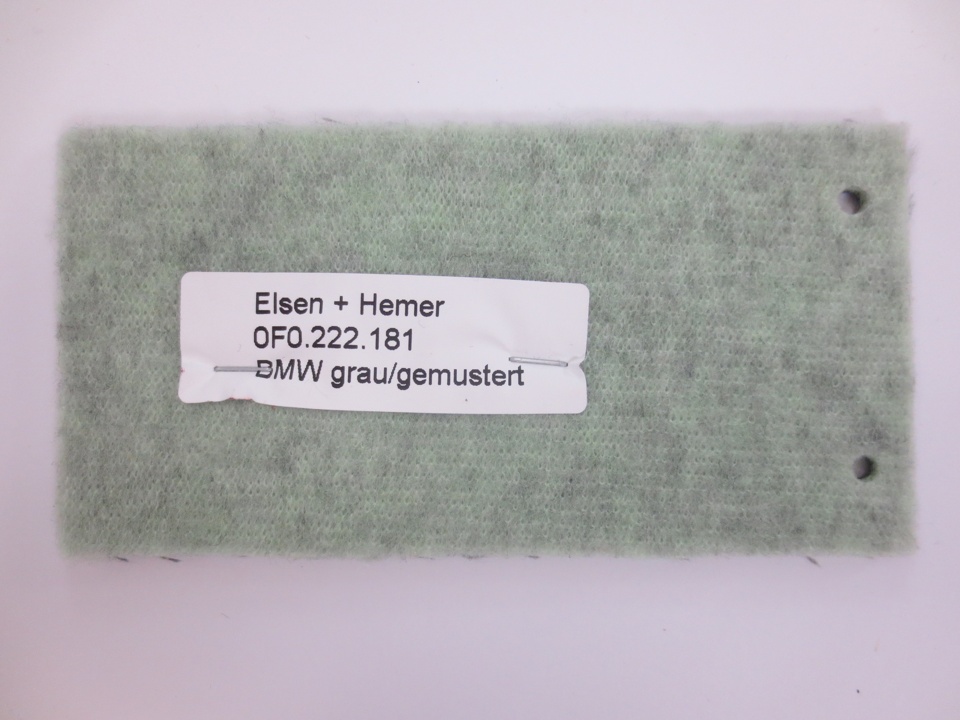 Elsen + Hemer
0F0.222.181
BMW grau/gemustert